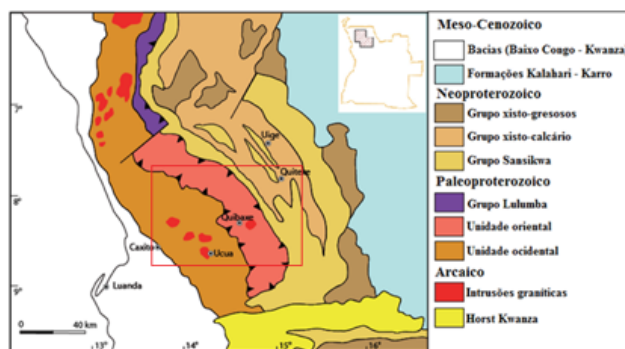 Meso-Cenozoico
Bacias (Baixo Congo - Kwanza)
Formações Kalahari - Karro
Neoproterozoico
Grupo xisto-gresosos
Grupo xisto-calcário
Grupo Sansikwa
Paleoproterozoico
Grupo Lulumba
Unidade oriental
Unidade ocidental
Arcaico
Intrusões graníticas
Horst Kwanza
7°
Uige
Quitexe
8°
Quibaxe
Caxito
Ucua
Luanda
9°
0 40 km
13° 14° 15° 16°